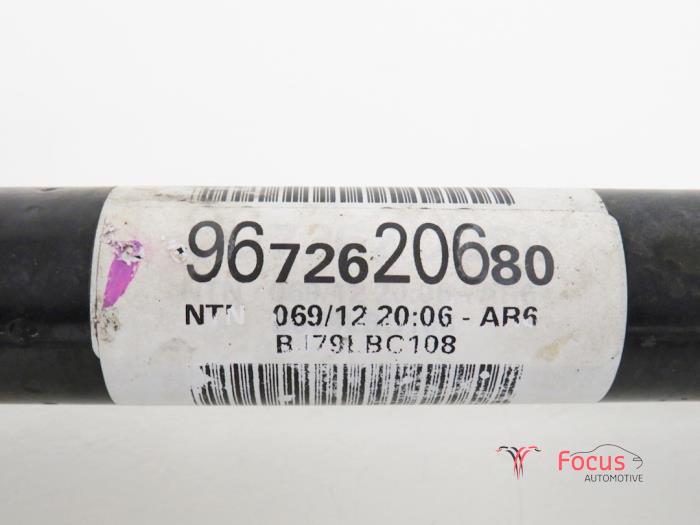 9672620680
NTN 069/12 20:06 - AR6
BJ79LBC108
Focus
AUTOMOTIVE